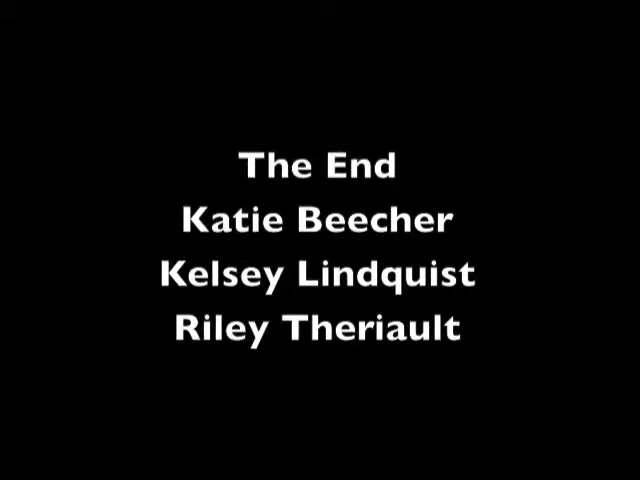 The End
Katie Beecher
Kelsey Lindquist
Riley Theriault